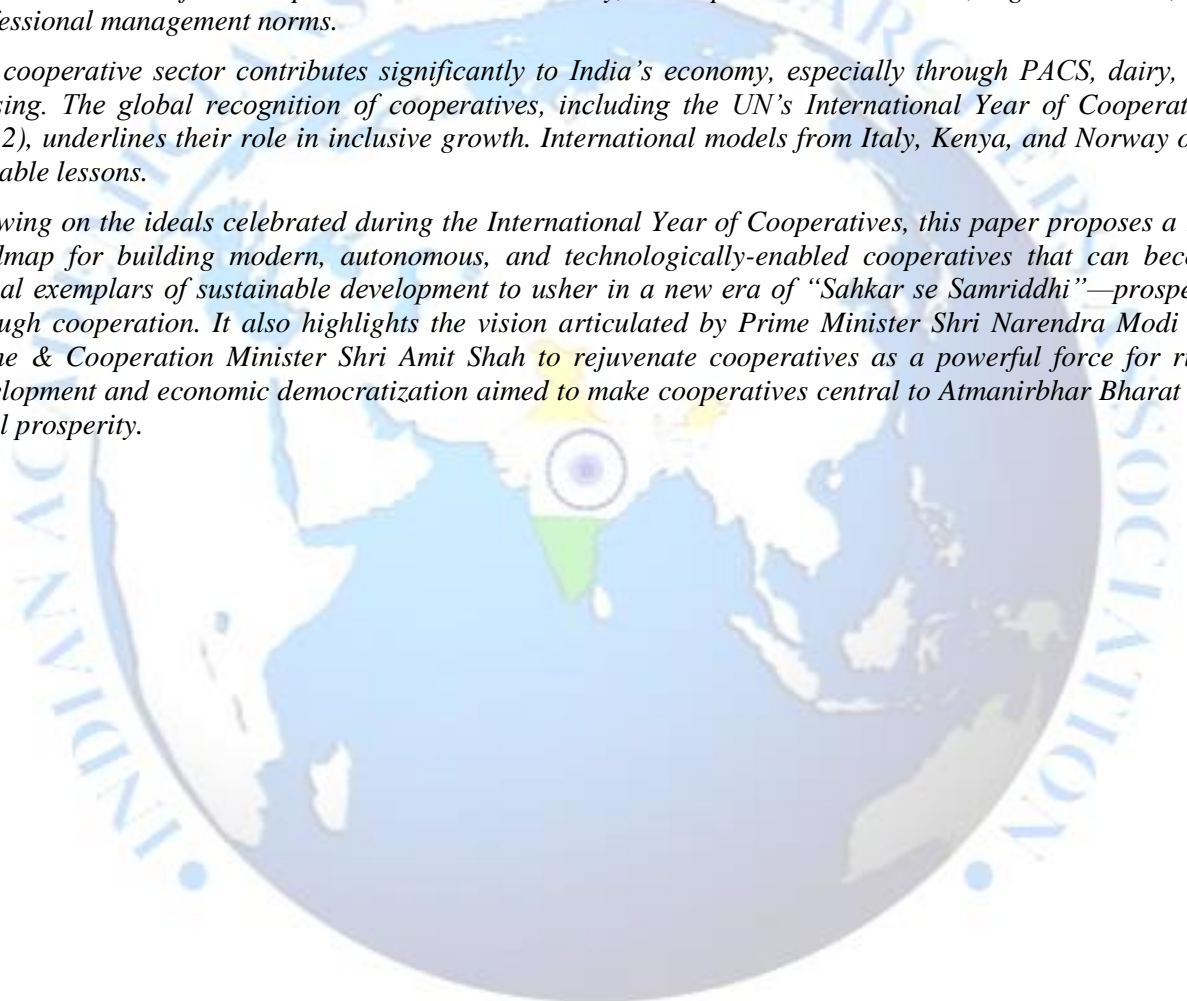 fessional management norms.
cooperative sector contributes significantly to India's economy, especially through PACS, dairy,
sing. The global recognition of cooperatives, including the UN's International Year of Cooperat
2), underlines their role in inclusive growth. International models from Italy, Kenya, and Norway o
able lessons.
wing on the ideals celebrated during the International Year of Cooperatives, this paper proposes a
dmap for building modern, autonomous, and technologically-enabled cooperatives that can beco
al exemplars of sustainable development to usher in a new era of “Sahkar se Samriddhi”—prospe
ough cooperation. It also highlights the vision articulated by Prime Minister Shri Narendra Modi
e & Cooperation Minister Shri Amit Shah to rejuvenate cooperatives as a powerful force for r
elopment and economic democratization aimed to make cooperatives central to Atmanirbhar Bharat
l prosperity.
INDIAN
ASSOCIATION